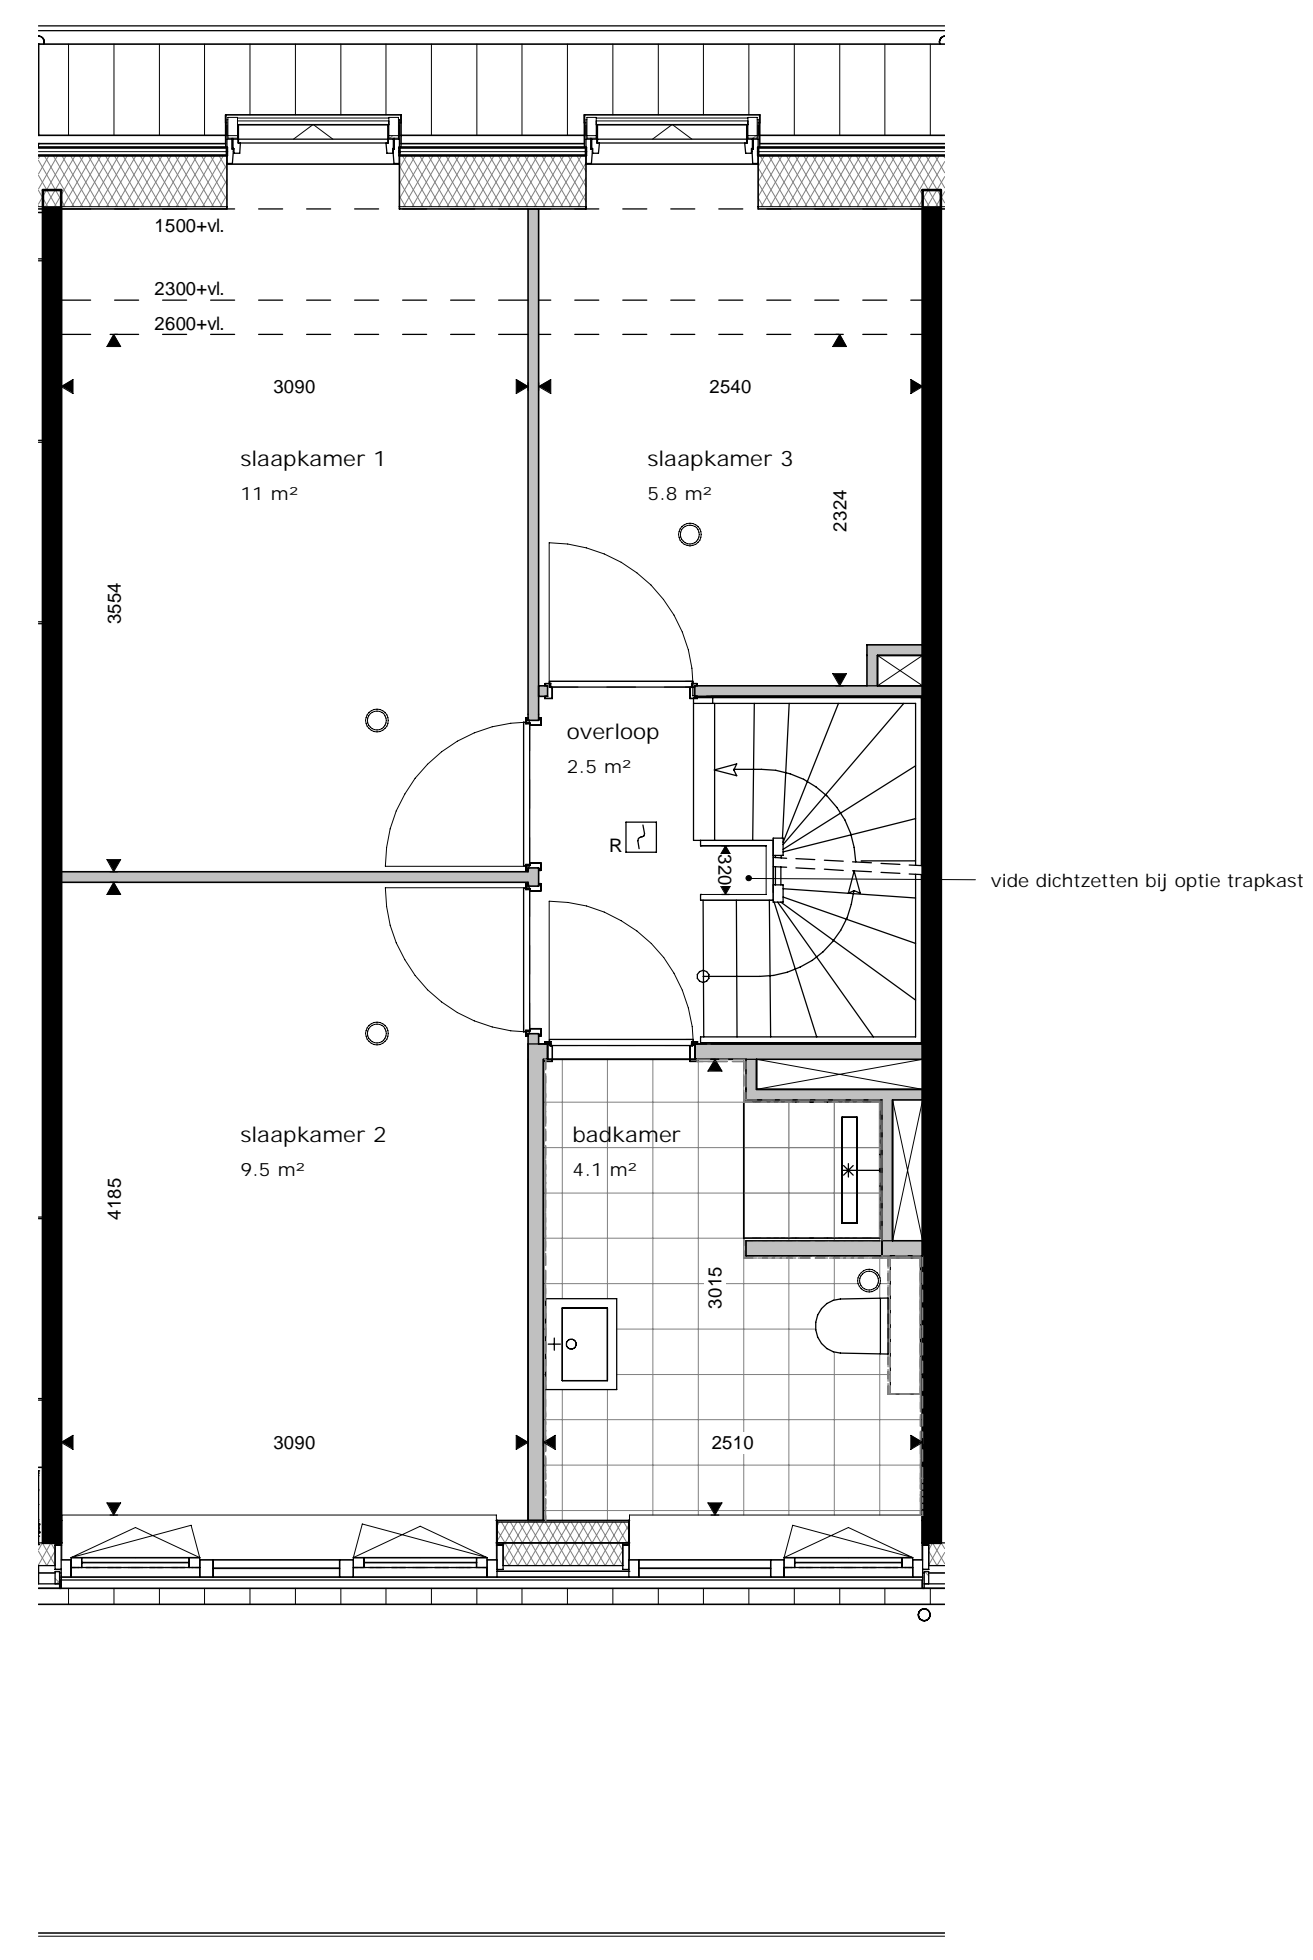 1500+vl.
2300+vl.
2600+vl.
3090
2540
slaapkamer 1
11 m²
slaapkamer 3
5.8 m²
2324
3554
overloop
2.5 m²
R
320
vide dichtzetten bij optie trapkast
slaapkamer 2
9.5 m²
badkamer
4.1 m²
4185
3015
3090
2510